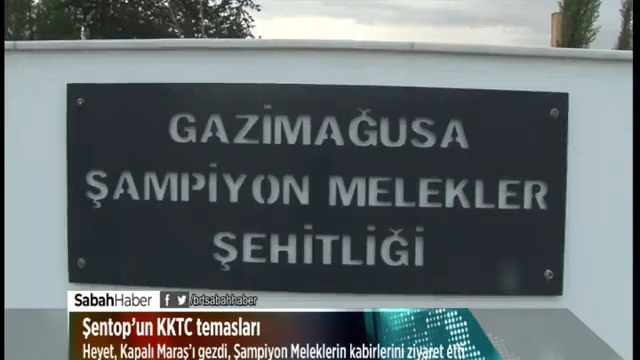 GAZİMAĞUSA
ŞAMPİYON MELEKLER
ŞEHİTLİĞİ
SabahHaber /brtsabahhaber
Şentop'un KKTC temasları
Heyet, Kapalı Maraş'ı gezdi, Şampiyon Meleklerin kabirlerini ziyaret etti